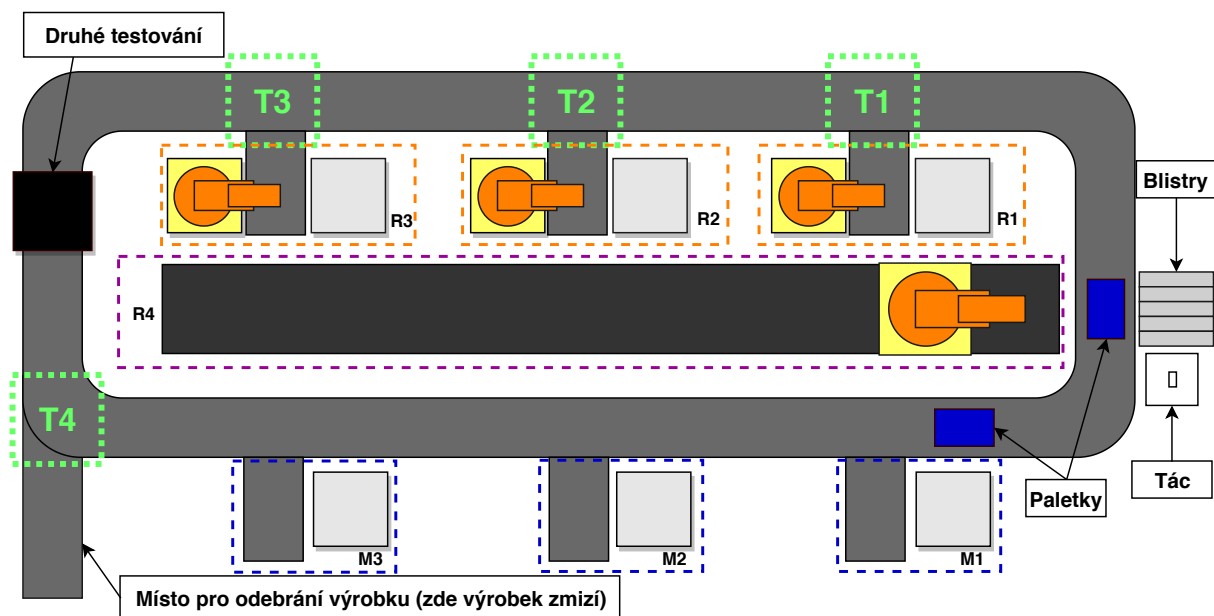 Druhé testování
T3
T2
T1
Blistry
R3
R2
R1
R4
T4
Paletky
Tác
M3
M2
M1
Místo pro odebrání výrobku (zde výrobek zmizí)